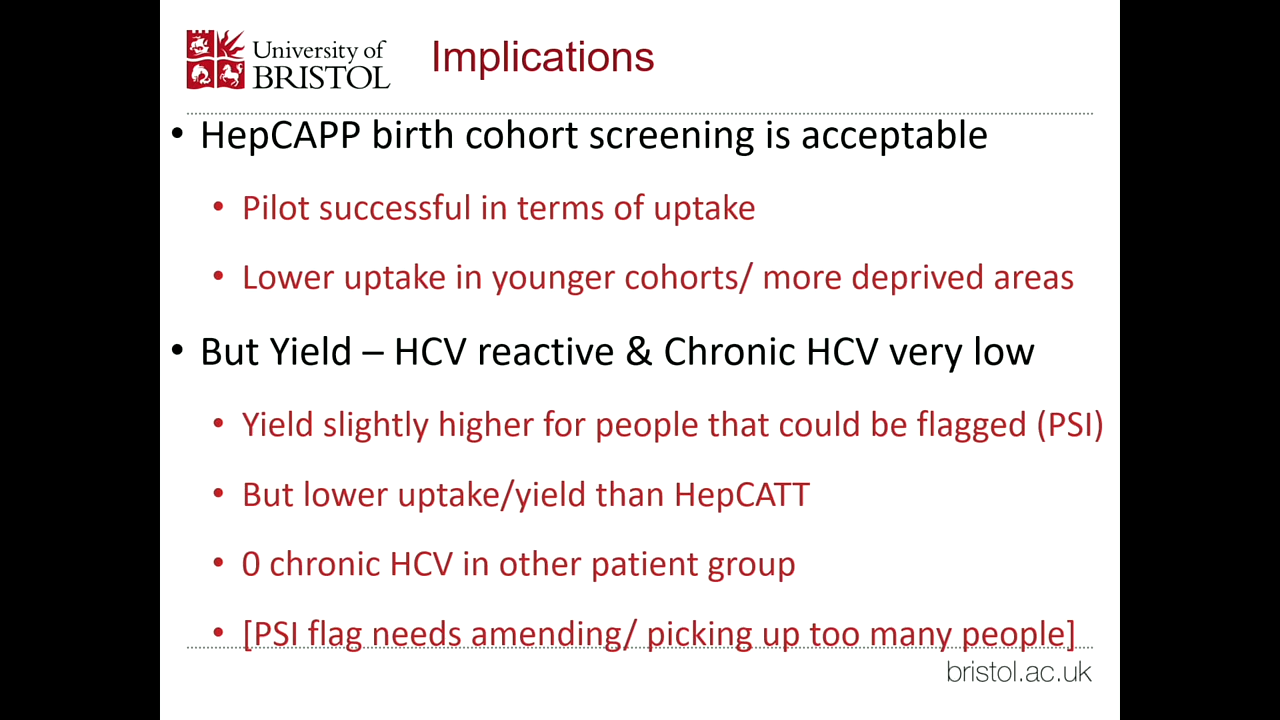 University of
BRISTOL
Implications
• HepCAPP birth cohort screening is acceptable
• Pilot successful in terms of uptake
• Lower uptake in younger cohorts/ more deprived areas
• But Yield – HCV reactive & Chronic HCV very low
• Yield slightly higher for people that could be flagged (PSI)
• But lower uptake/yield than HepCATT
• 0 chronic HCV in other patient group
• [PSI flag needs amending/ picking up too many people]
bristol.ac.uk